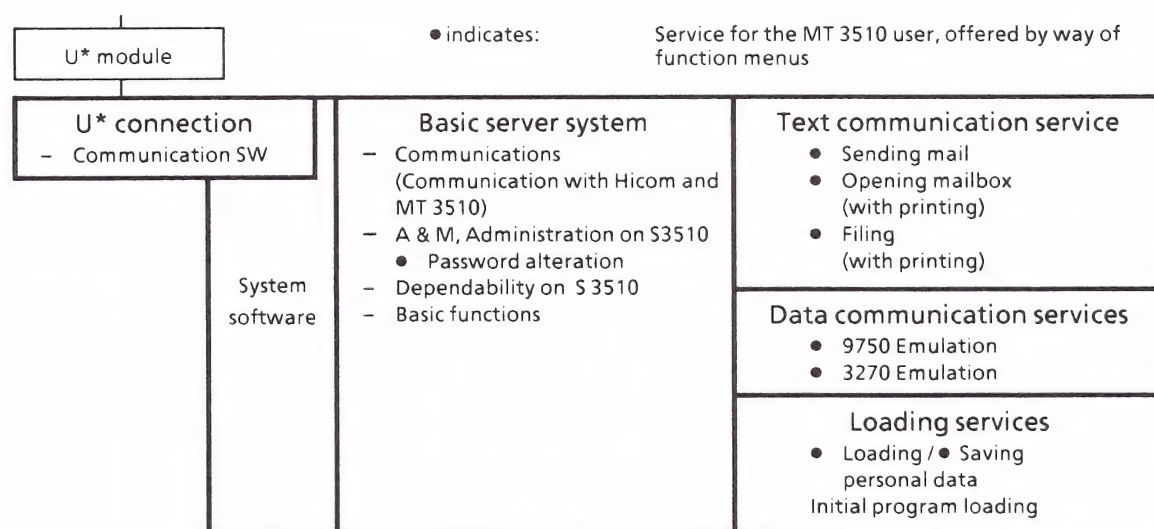 U* module
● indicates:
Service for the MT 3510 user, offered by way of
function menus
U* connection
– Communication SW
System
software
Basic server system
– Communications
(Communication with Hicom and
MT 3510)
– A & M, Administration on S3510
● Password alteration
– Dependability on S 3510
– Basic functions
Text communication service
● Sending mail
● Opening mailbox
(with printing)
● Filing
(with printing)
Data communication services
● 9750 Emulation
● 3270 Emulation
Loading services
● Loading / ● Saving
personal data
Initial program loading